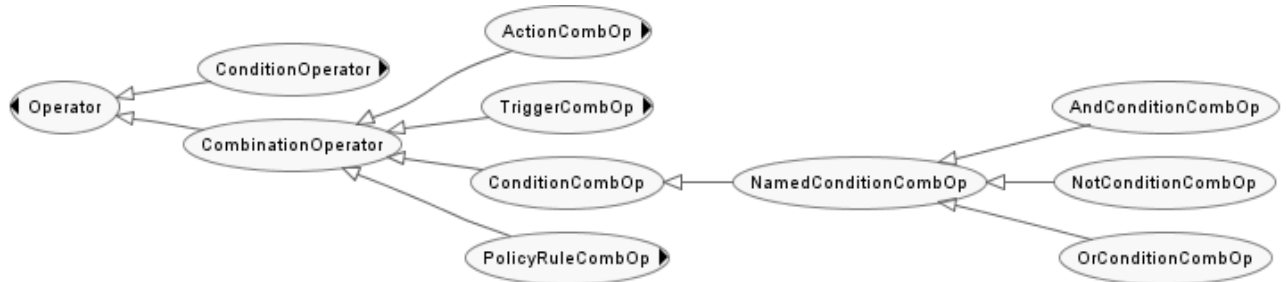 ActionCombOp
ConditionOperator
Operator
TriggerCombOp
AndConditionCombOp
CombinationOperator
ConditionCombOp
NamedConditionCombOp
NotConditionCombOp
PolicyRuleCombOp
OrConditionCombOp